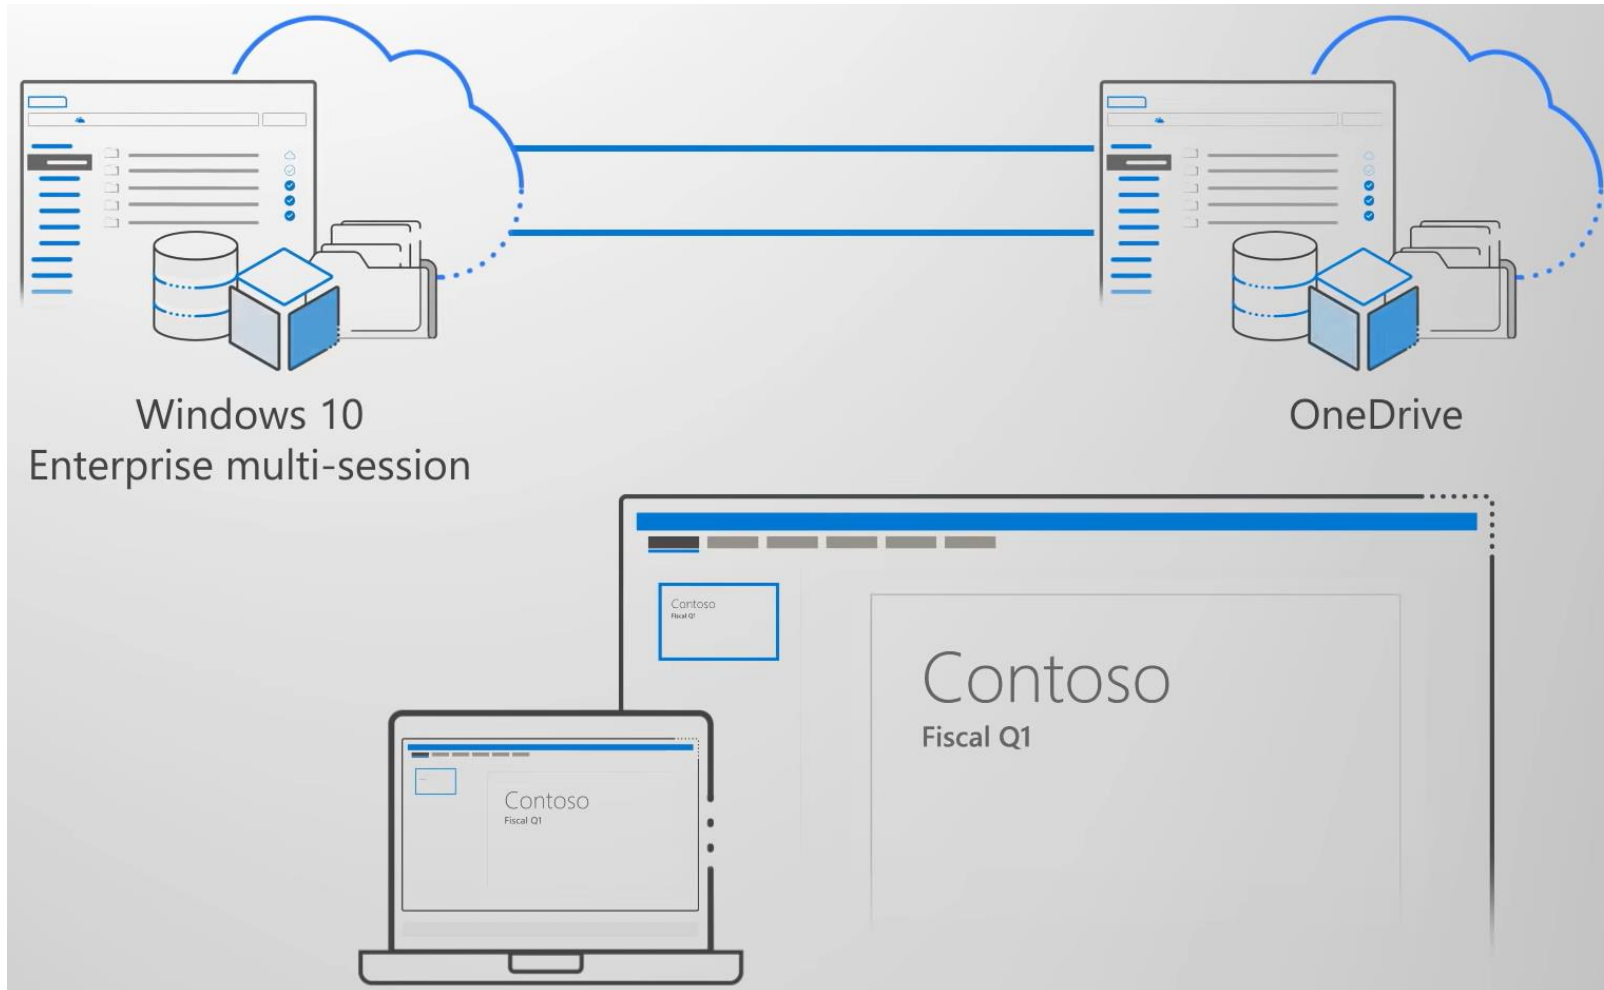 Windows 10
Enterprise multi-session
OneDrive
Contoso
Fiscal Q1
Contoso
Fiscal Q1
Contoso
Fiscal Q1